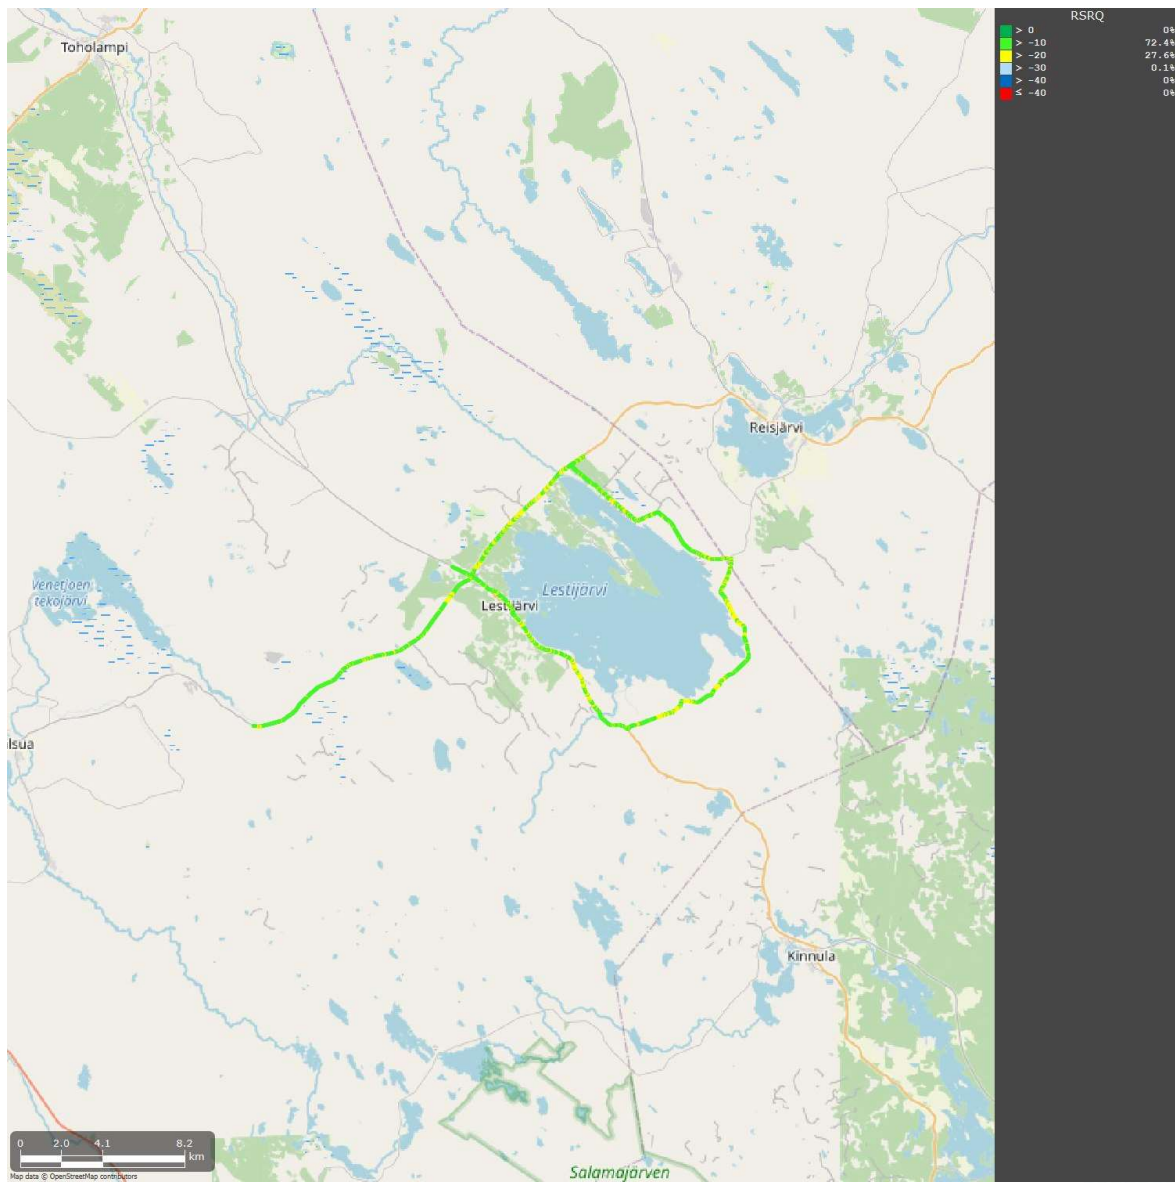 RSRQ
> 0 0%
> -10 72.4%
> -20 27.6%
> -30 0.1%
> -40 0%
≤ -40 0%
Toholampi
Reisjärvi
Venetjoen
tekojärvi
Lestijärvi
Lestijärvi
lsua
Kinnula
0 2.0 4.1 8.2
km
Map data © OpenStreetMap contributors
Salamajärven